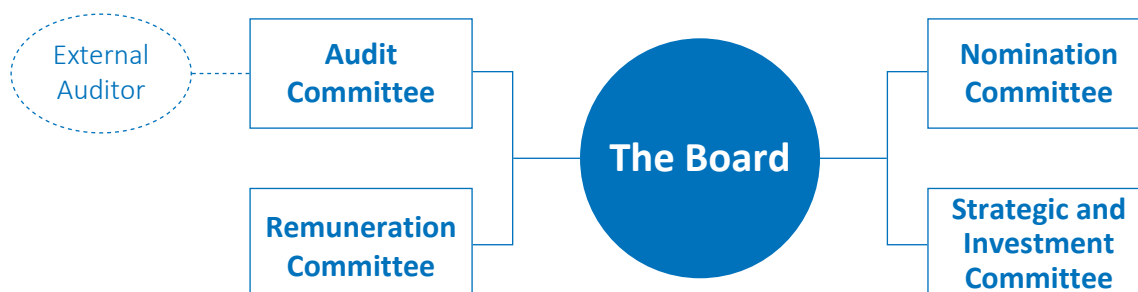 External
Auditor
Audit
Committee
Remuneration
Committee
The Board
Nomination
Committee
Strategic and
Investment
Committee